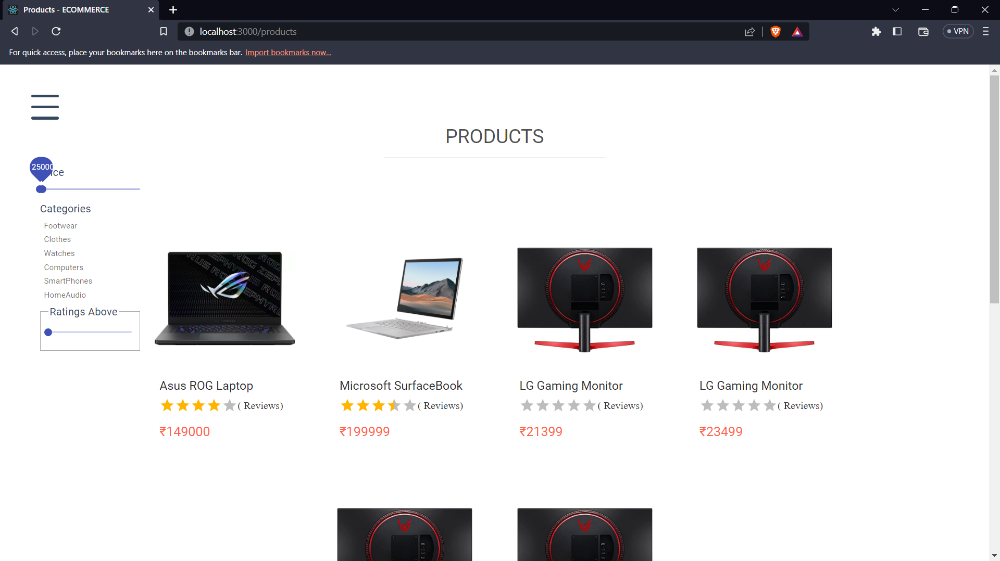 Products - ECOMMERCE
localhost:3000/products
VPN
For quick access, place your bookmarks here on the bookmarks bar. Import bookmarks now...
PRODUCTS
25000
ice
Categories
Footwear
Clothes
Watches
Computers
SmartPhones
HomeAudio
Ratings Above
Asus ROG Laptop
( Reviews)
₹149000
Microsoft SurfaceBook
( Reviews)
₹199999
LG Gaming Monitor
( Reviews)
₹21399
LG Gaming Monitor
( Reviews)
₹23499